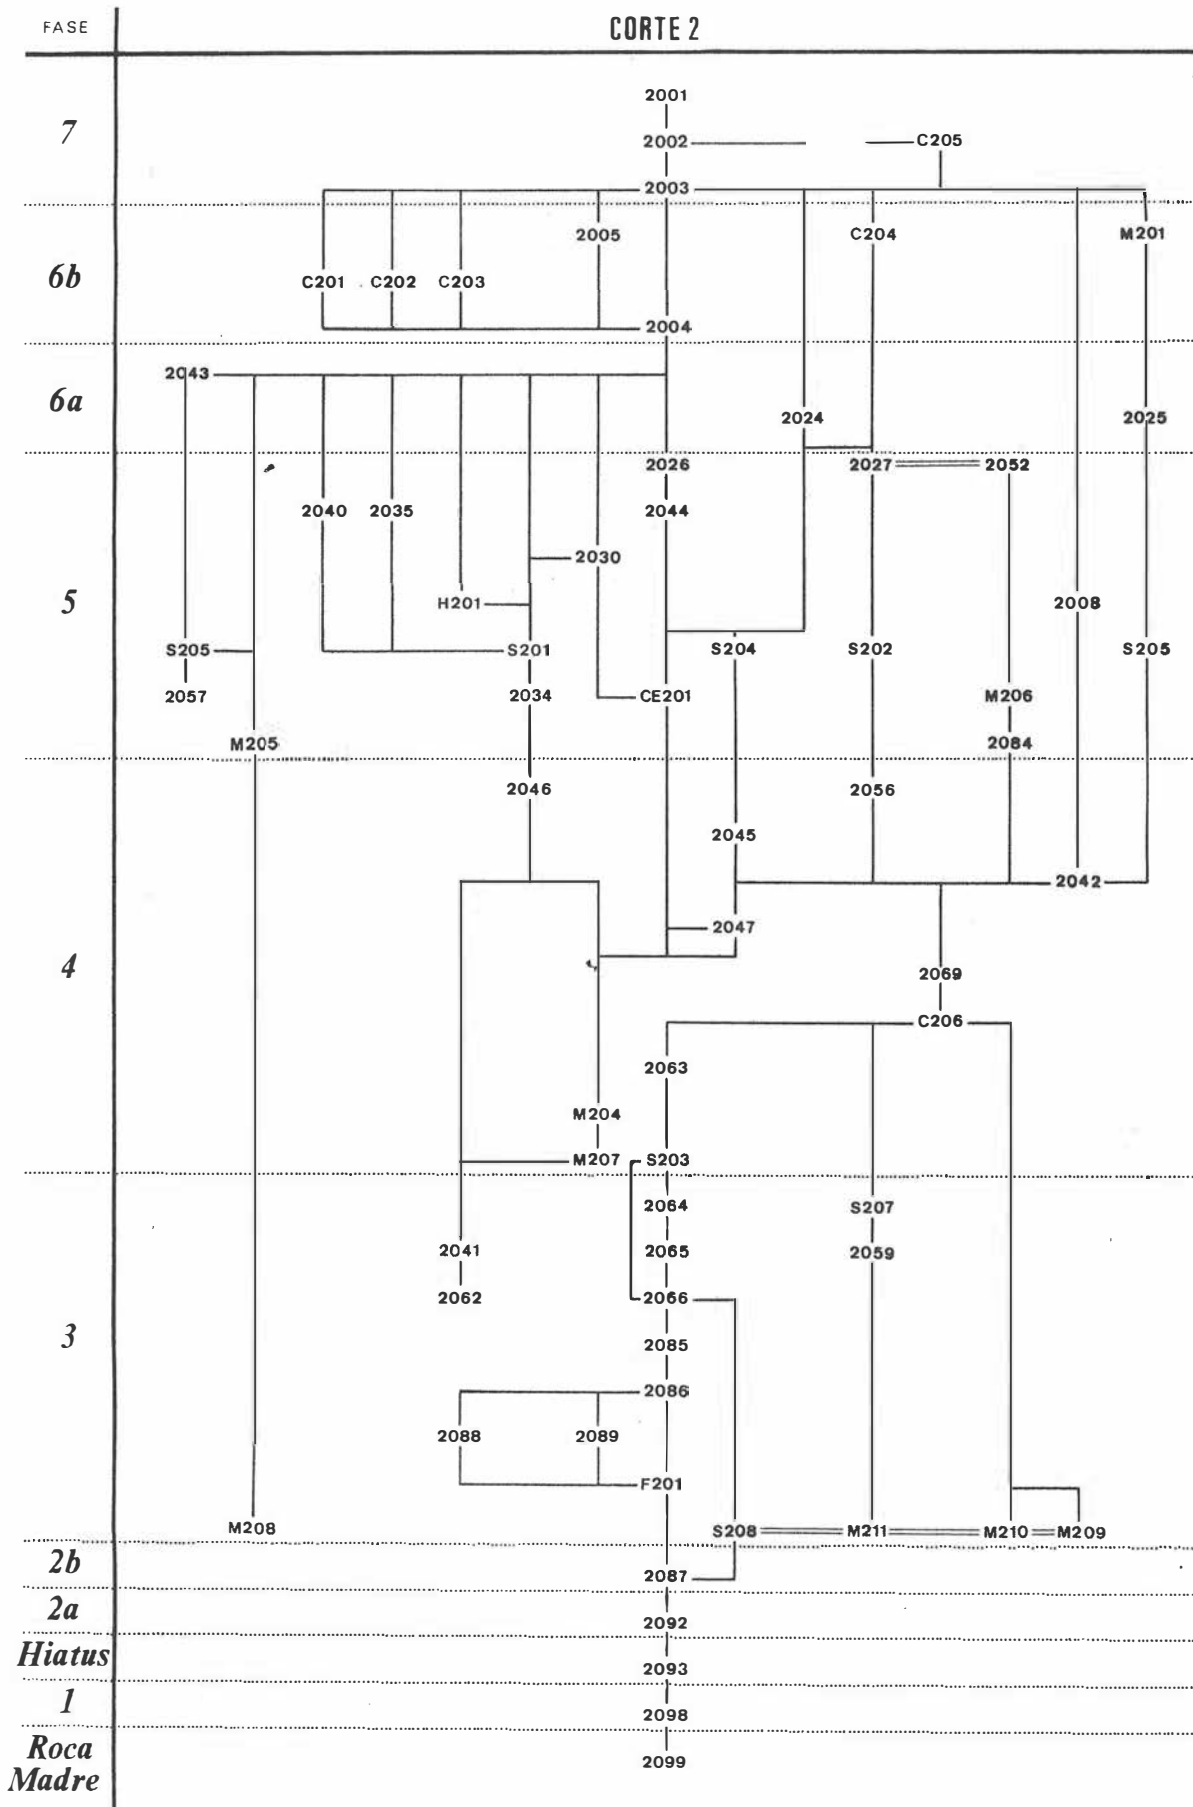 FASE CORTE 2
2001
7
2002 C205
2003
2005 C204 M201
6b
C201 C202 C203
2004
2043
6a
2024 2025
2026 2027 2052
2040 2035 2044
2030
5
H201 2008
S205 S201 S204 S202 S205
2057 2034 CE201 M206
M205 2084
2046 2056
2045
2042
2047
4
2069
C206
2063
M204
M207 S203
2064 S207
2041 2065 2059
2062 2066
3
2085
2086
2088 2089
F201
M208 S208 M211 M210 M209
2b
2087
2a
2092
Hiatus
2093
1
2098
Roca
2099
Madre